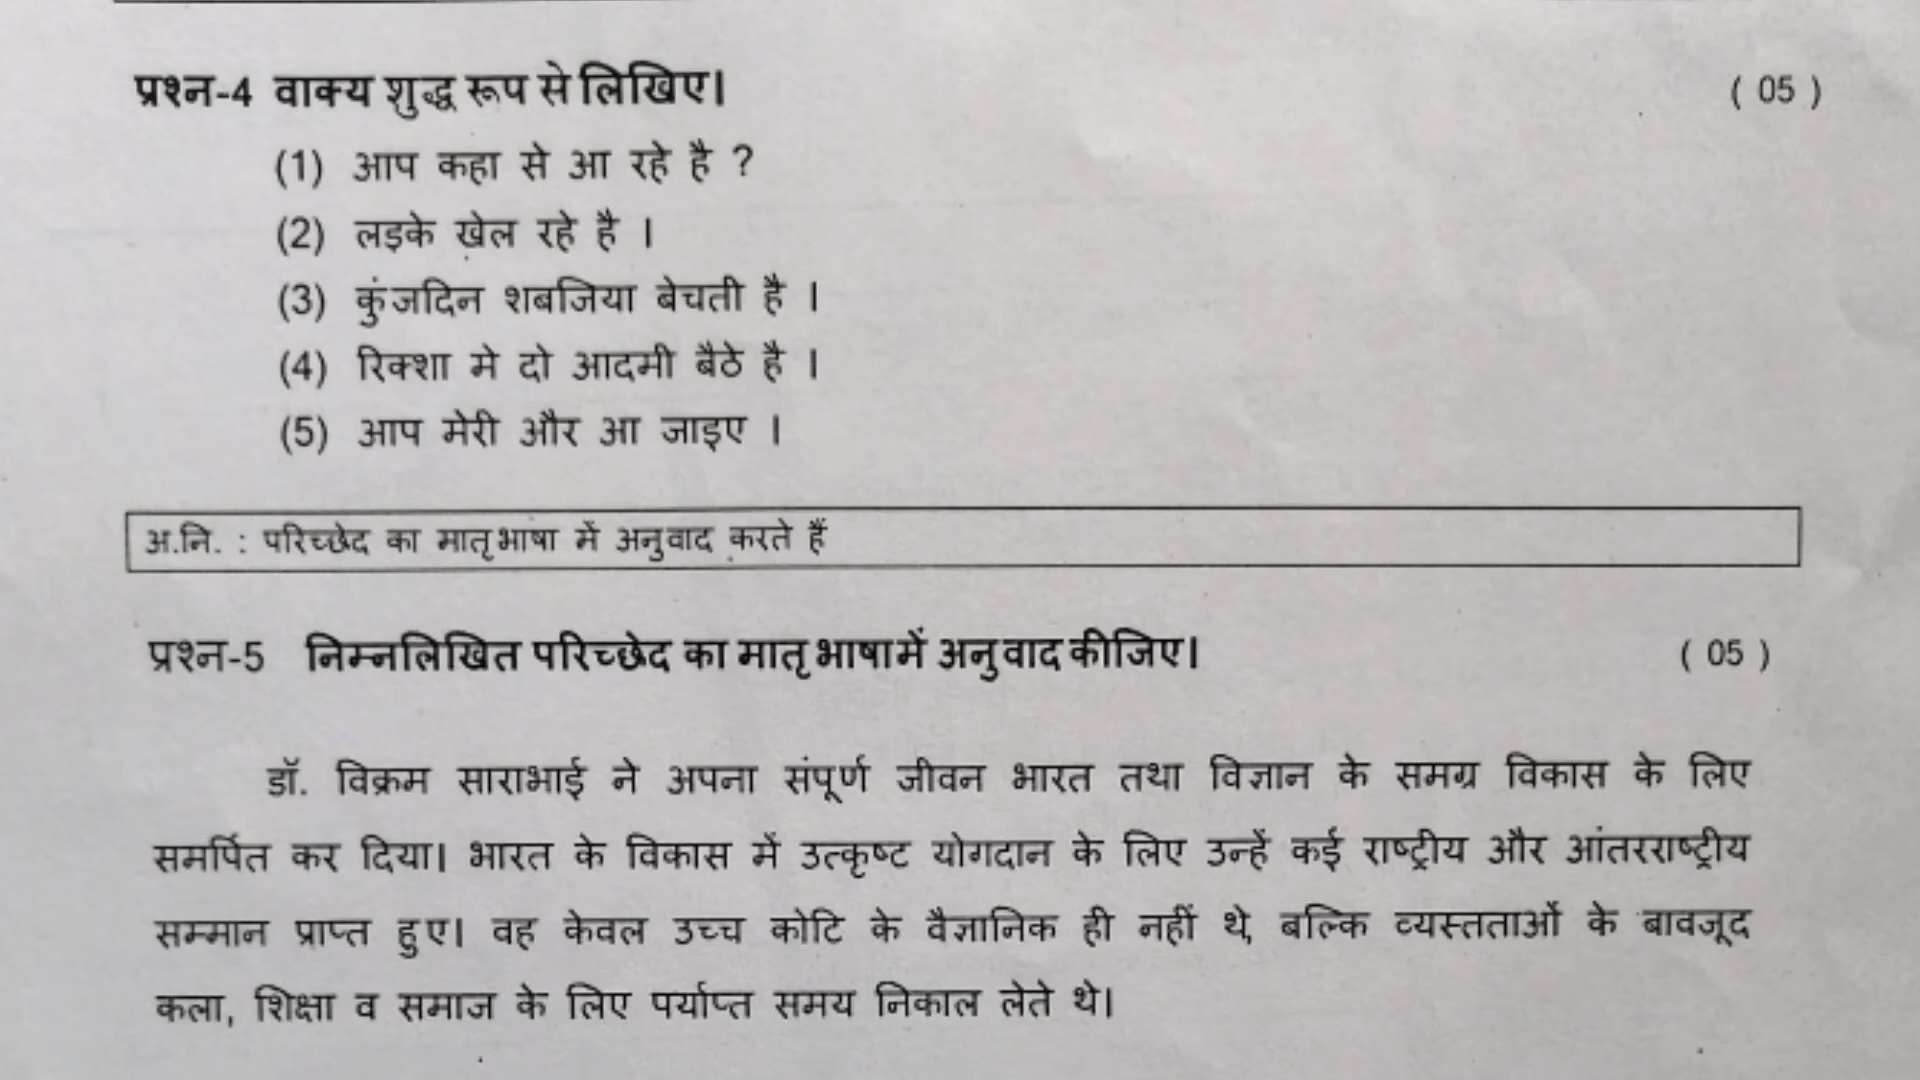 प्रश्न-4 वाक्य शुद्ध रूप से लिखिए। ( 05 )
(1) आप कहा से आ रहे है ?
(2) लड़के खेल रहे है ।
(3) कुंजदिन शबजिया बेचती है ।
(4) रिक्शा मे दो आदमी बैठे है ।
(5) आप मेरी और आ जाइए ।
अ.नि. : परिच्छेद का मातृभाषा में अनुवाद करते हैं
प्रश्न-5 निम्नलिखित परिच्छेद का मातृभाषा में अनुवाद कीजिए। ( 05 )
डॉ. विक्रम साराभाई ने अपना संपूर्ण जीवन भारत तथा विज्ञान के समग्र विकास के लिए
समर्पित कर दिया। भारत के विकास में उत्कृष्ट योगदान के लिए उन्हें कई राष्ट्रीय और आंतरराष्ट्रीय
सम्मान प्राप्त हुए। वह केवल उच्च कोटि के वैज्ञानिक ही नहीं थे, बल्कि व्यस्तताओं के बावजूद
कला, शिक्षा व समाज के लिए पर्याप्त समय निकाल लेते थे।